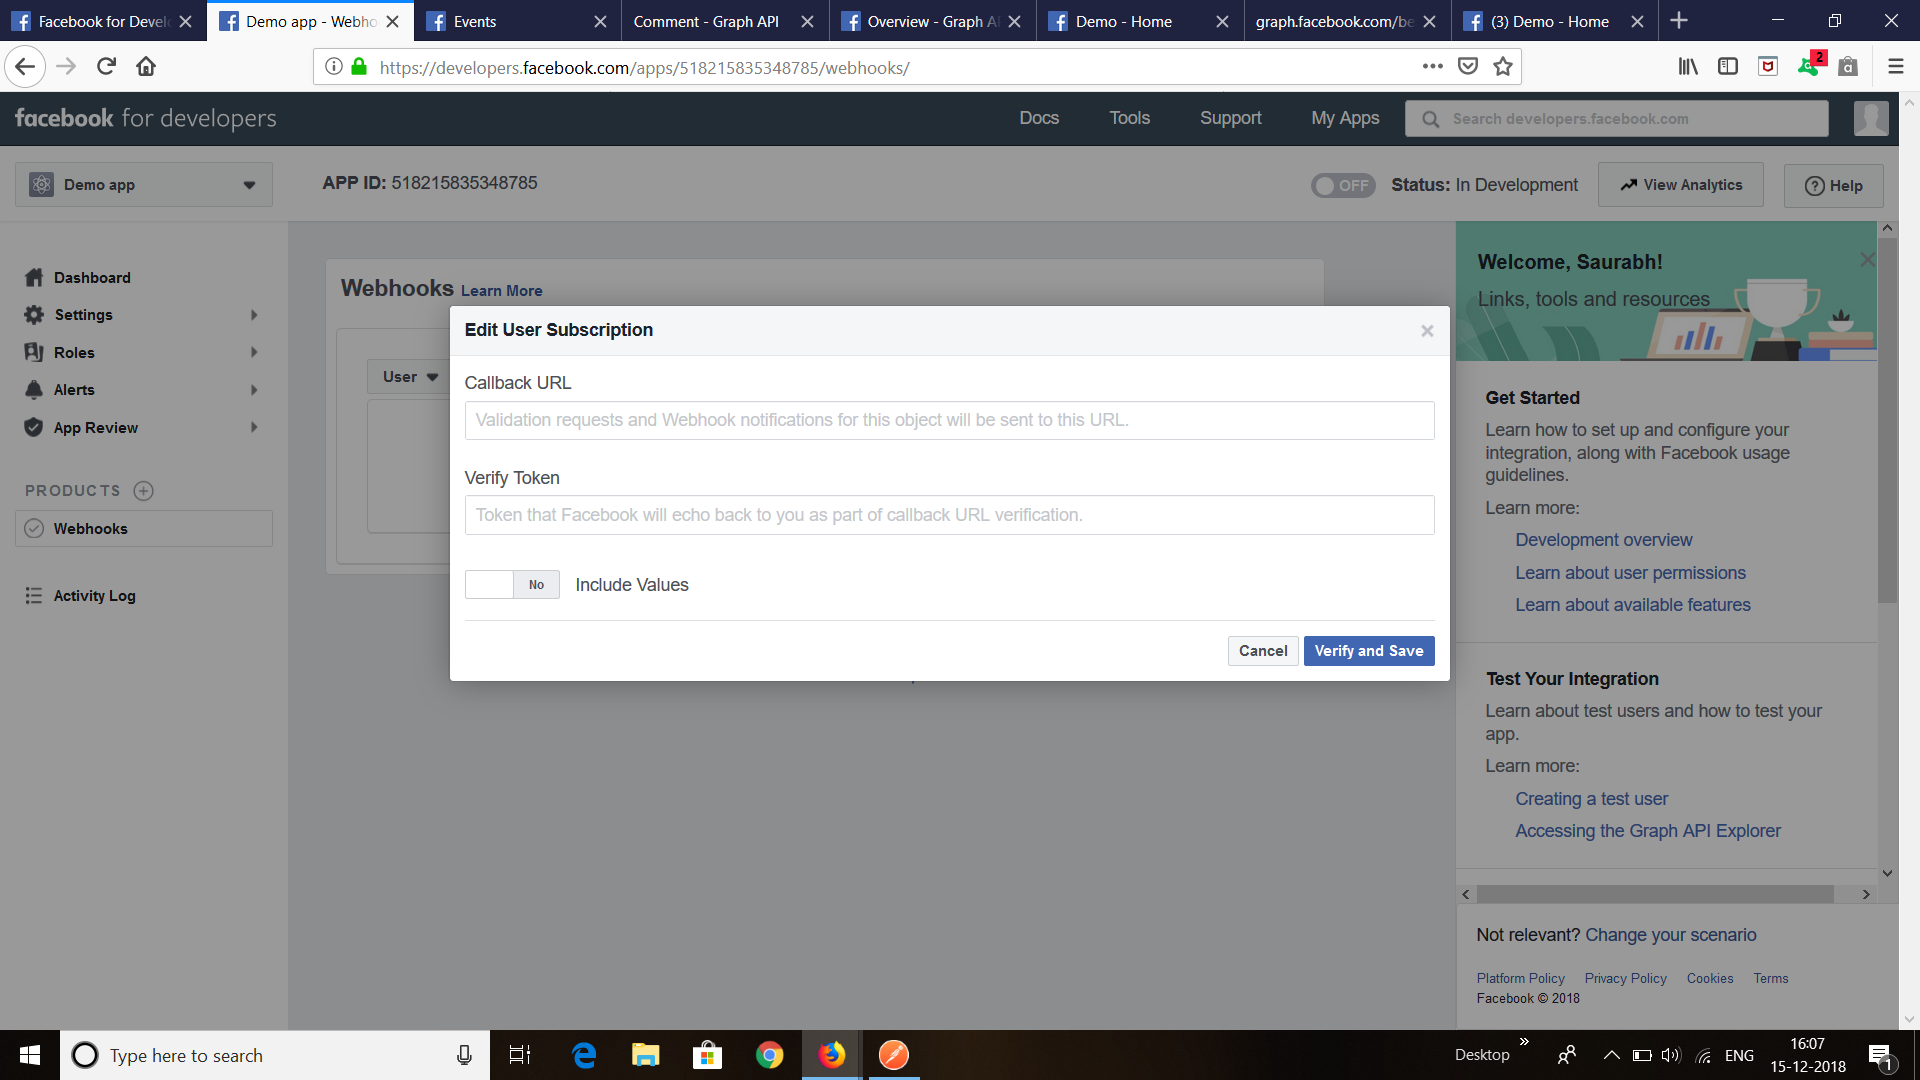 Facebook for Develo
Demo app - Webho
Events
Comment - Graph API
Overview - Graph A
Demo - Home
graph.facebook.com/be
(3) Demo - Home
https://developers.facebook.com/apps/518215835348785/webhooks/
2
facebook for developers
Docs
Tools
Support
My Apps
Search developers.facebook.com
Demo app
APP ID: 518215835348785
OFF
Status: In Development
View Analytics
Help
Dashboard
Settings
Roles
Alerts
App Review
PRODUCTS
Webhooks
Activity Log
Webhooks Learn More
User
Edit User Subscription
Callback URL
Validation requests and Webhook notifications for this object will be sent to this URL.
Verify Token
Token that Facebook will echo back to you as part of callback URL verification.
No
Include Values
Cancel
Verify and Save
Welcome, Saurabh!
Links, tools and resources
Get Started
Learn how to set up and configure your
integration, along with Facebook usage
guidelines.
Learn more:
Development overview
Learn about user permissions
Learn about available features
Test Your Integration
Learn about test users and how to test your
app.
Learn more:
Creating a test user
Accessing the Graph API Explorer
Not relevant? Change your scenario
Platform Policy
Privacy Policy
Cookies
Terms
Facebook © 2018
Type here to search
Desktop
ENG
16:07
15-12-2018
1